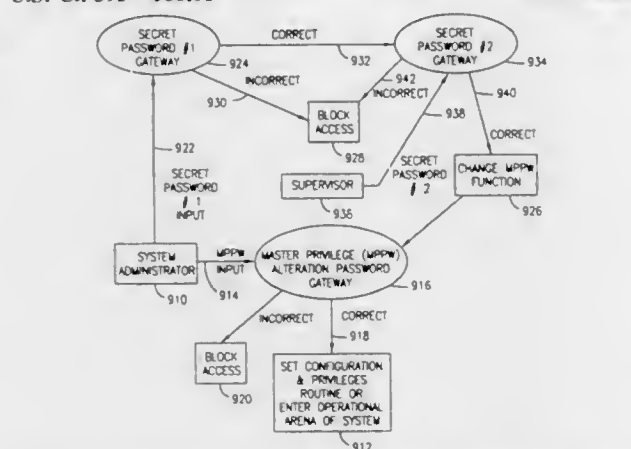 SECRET
PASSWORD #1
GATEWAY
924
CORRECT
932
SECRET
PASSWORD #2
GATEWAY
934
INCORRECT
930
942
INCORRECT
938
940
CORRECT
BLOCK
ACCESS
928
922
SECRET
PASSWORD
# 1
INPUT
SUPERVISOR
936
SECRET
PASSWORD
# 2
CHANGE MPPW
FUNCTION
926
SYSTEM
ADMINISTRATOR
910
MPPW
INPUT
914
MASTER PRIVILEGE (MPPW)
ALTERATION PASSWORD
GATEWAY
916
INCORRECT
CORRECT
918
BLOCK
ACCESS
920
SET CONFIGURATION
& PRIVILEGES
ROUTINE OR
ENTER OPERATIONAL
ARENA OF SYSTEM
912